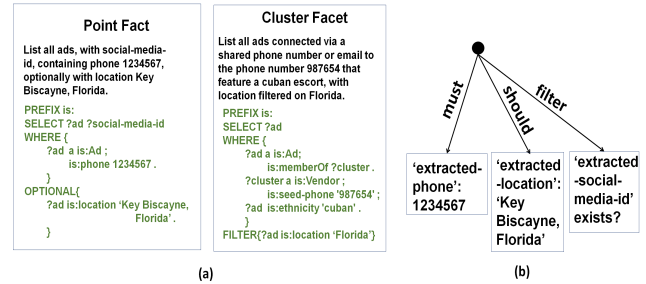 Point Fact
List all ads, with social-media-
id, containing phone 1234567,
optionally with location Key
Biscayne, Florida.
PREFIX is:
SELECT ?ad ?social-media-id
WHERE {
?ad a is:Ad ;
is:phone 1234567 .
}
OPTIONAL{
?ad is:location ‘Key Biscayne,
Florida’ .
}
Cluster Facet
List all ads connected via a
shared phone number or email to
the phone number 987654 that
feature a cuban escort, with
location filtered on Florida.
PREFIX is:
SELECT ?ad
WHERE {
?ad a is:Ad;
is:memberOf ?cluster .
?cluster a is:Vendor ;
is:seed-phone '987654' ;
?ad is:ethnicity 'cuban' .
}
FILTER{?ad is:location ‘Florida’}
(a)
must
should
filter
‘extracted-
phone’:
1234567
‘extracted
-location’:
‘Key
Biscayne,
Florida’
‘extracted
-social-
media-id’
exists?
(b)